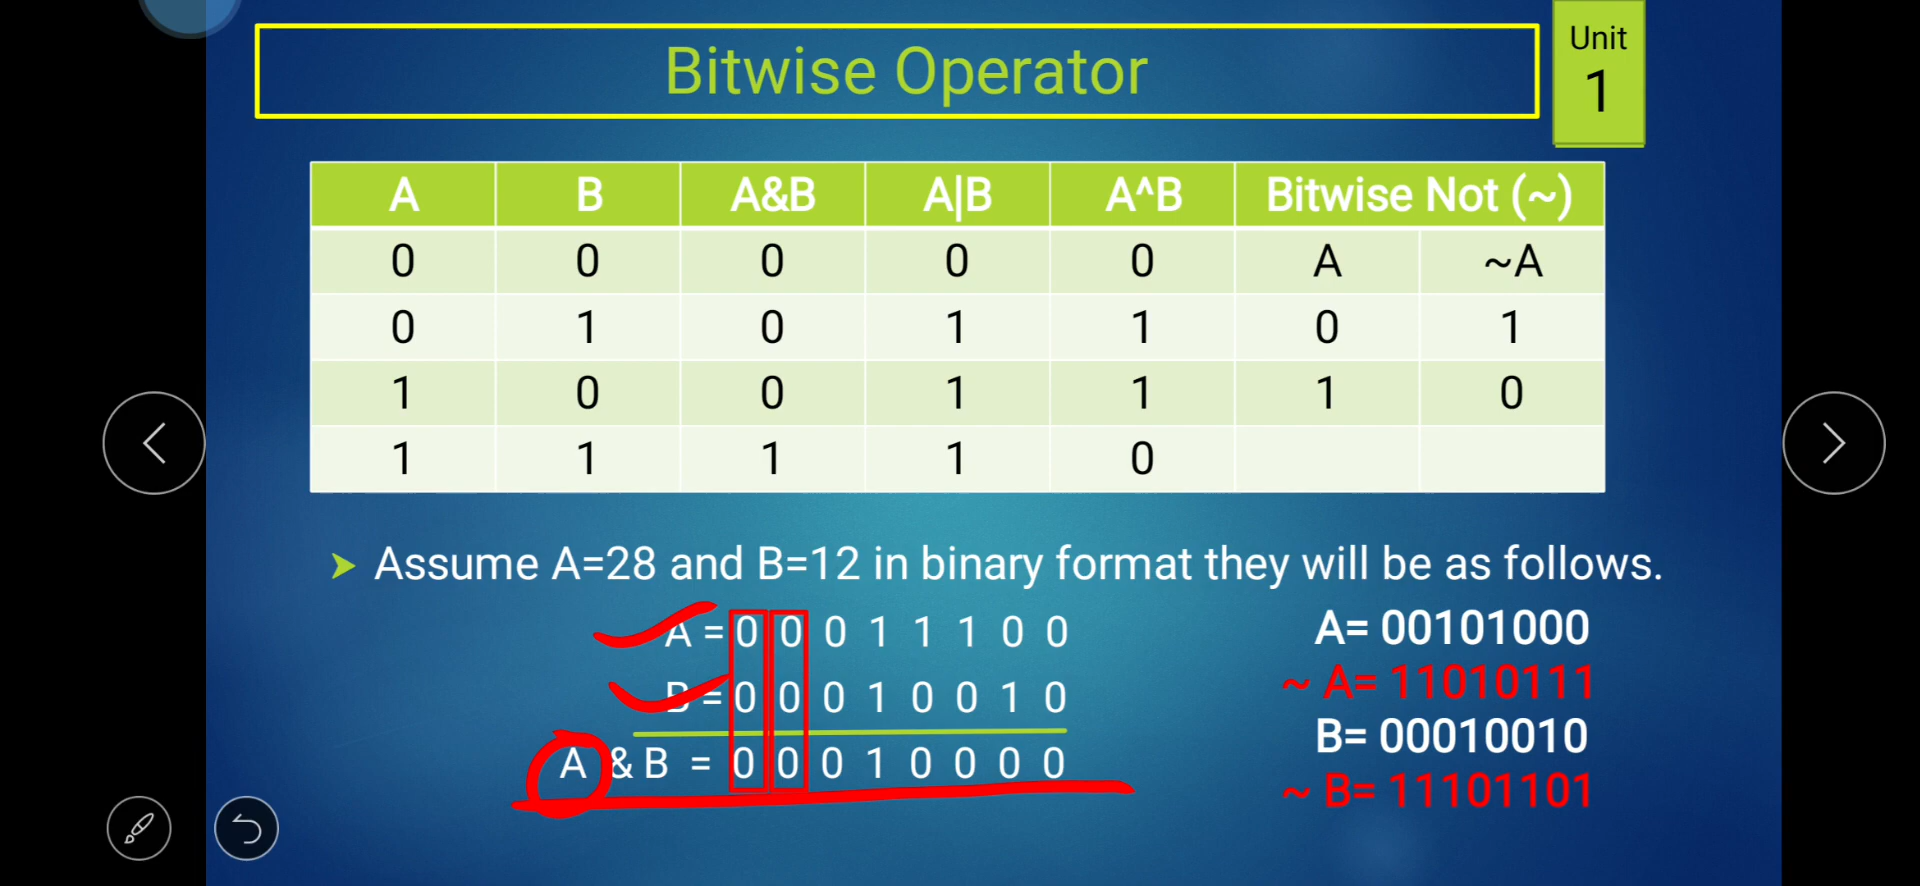 Bitwise Operator
Unit
1
A B A&B A|B A^B Bitwise Not (~)
0 0 0 0 0 A ~A
0 1 0 1 1 0 1
1 0 0 1 1 1 0
1 1 1 1 0
Assume A=28 and B=12 in binary format they will be as follows.
A = 0 0 0 1 1 1 0 0
B = 0 0 0 1 0 0 1 0
A & B = 0 0 0 1 0 0 0 0
A= 00101000
~ A= 11010111
B= 00010010
~ B= 11101101